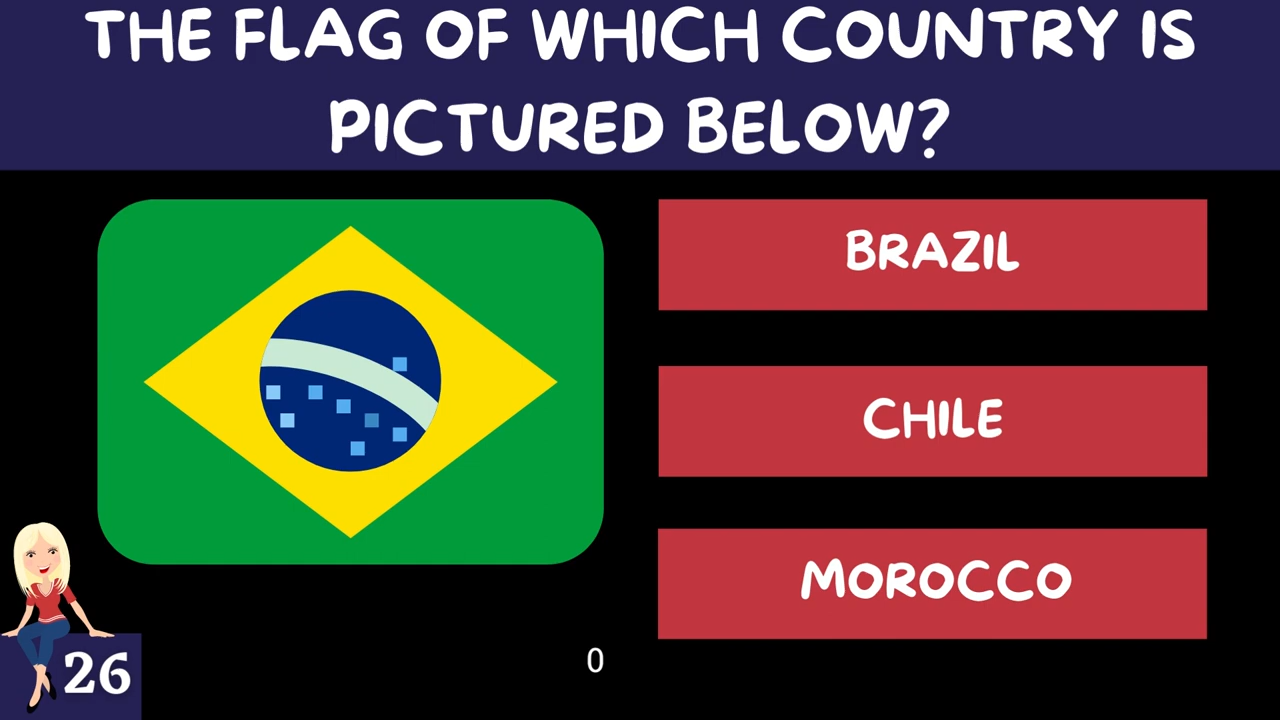 THE FLAG OF WHICH COUNTRY IS
PICTURED BELOW?
BRAZIL
CHILE
MOROCCO
0
26